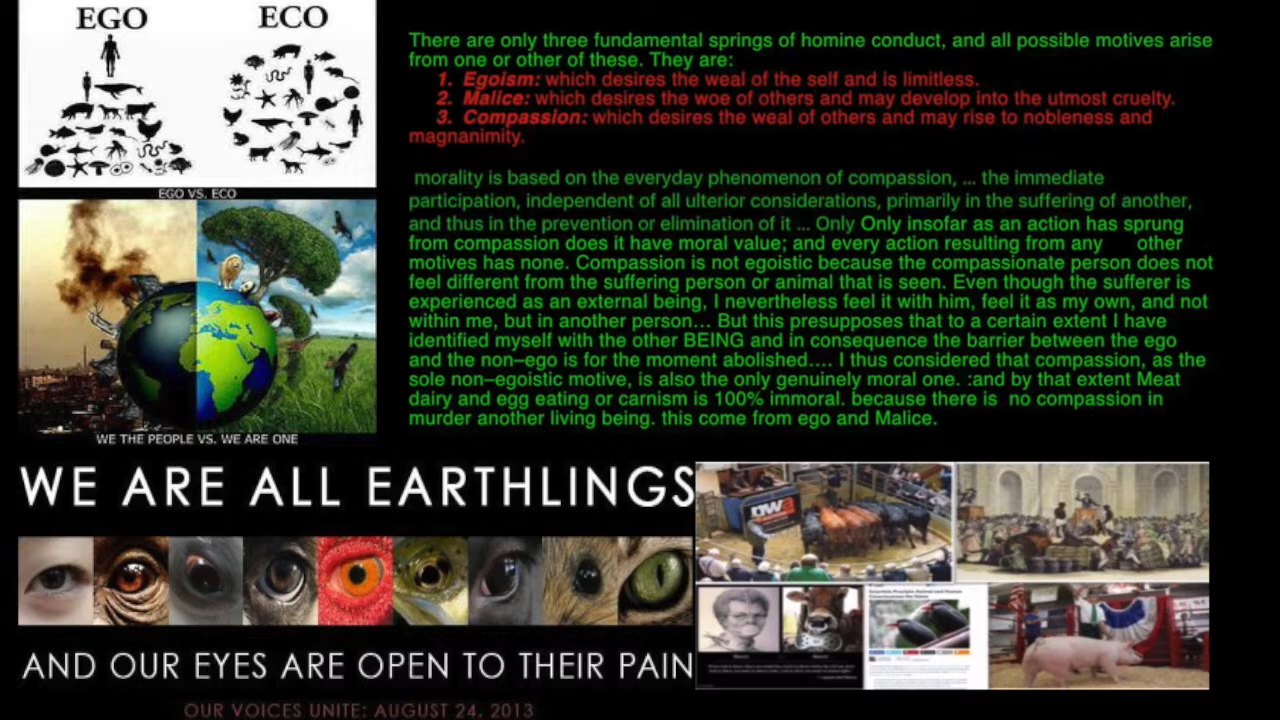 EGO
ECO
EGO VS. ECO
WE THE PEOPLE VS. WE ARE ONE
There are only three fundamental springs of homine conduct, and all possible motives arise
from one or other of these. They are:
1. Egoism: which desires the weal of the self and is limitless.
2. Malice: which desires the woe of others and may develop into the utmost cruelty.
3. Compassion: which desires the weal of others and may rise to nobleness and
magnanimity.
morality is based on the everyday phenomenon of compassion, ... the immediate
participation, independent of all ulterior considerations, primarily in the suffering of another,
and thus in the prevention or elimination of it ... Only Only insofar as an action has sprung
from compassion does it have moral value; and every action resulting from any other
motives has none. Compassion is not egoistic because the compassionate person does not
feel different from the suffering person or animal that is seen. Even though the sufferer is
experienced as an external being, I nevertheless feel it with him, feel it as my own, and not
within me, but in another person... But this presupposes that to a certain extent I have
identified myself with the other BEING and in consequence the barrier between the ego
and the non–ego is for the moment abolished.... I thus considered that compassion, as the
sole non–egoistic motive, is also the only genuinely moral one. :and by that extent Meat
dairy and egg eating or carnism is 100% immoral. because there is no compassion in
murder another living being. this come from ego and Malice.
WE ARE ALL EARTHLINGS
AND OUR EYES ARE OPEN TO THEIR PAIN
OUR VOICES UNITE: AUGUST 24, 2013